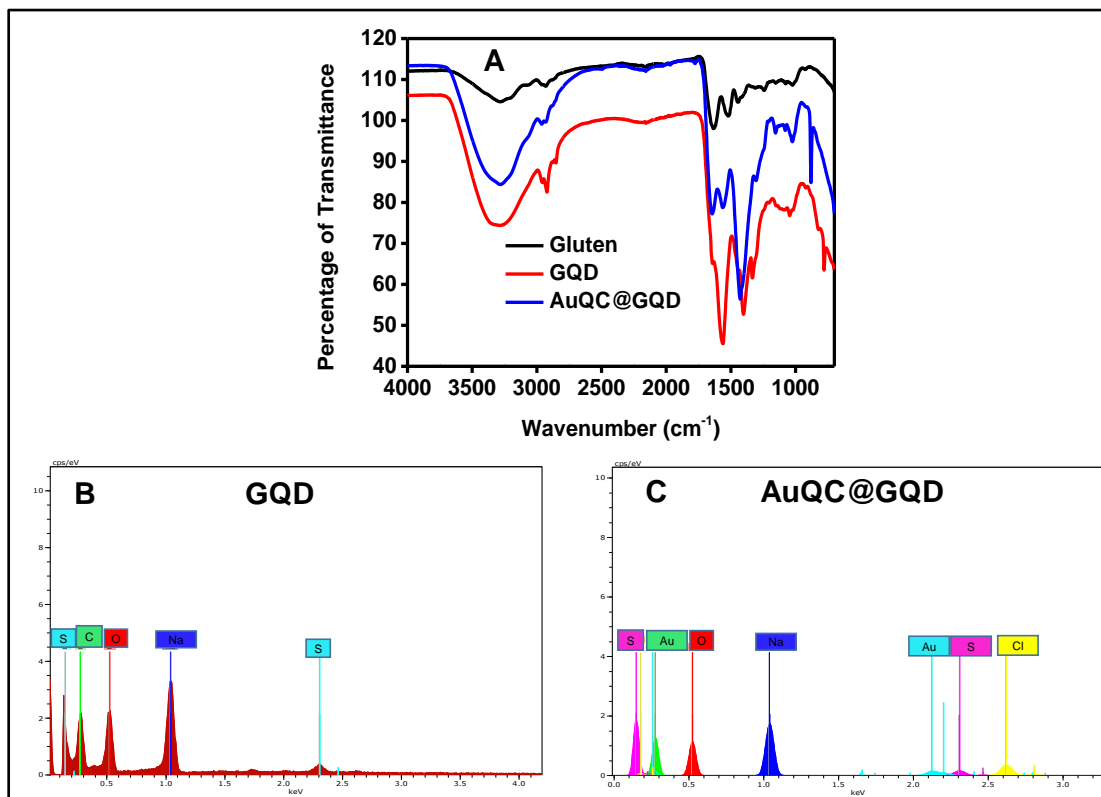 A
120
110
100
90
80
70
60
50
40
Percentage of Transmittance
Gluten
GQD
AuQC@GQD
4000 3500 3000 2500 2000 1500 1000
Wavenumber (cm-1)
cps/eV
B GQD
10
8
6
4
2
0
S C O Na S
0.5 1.0 1.5 2.0 2.5 3.0 3.5 4.0
keV
cps/eV
C AuQC@GQD
10
8
6
4
2
0
S Au O Na Au S Cl
0.0 0.5 1.0 1.5 2.0 2.5 3.0
keV